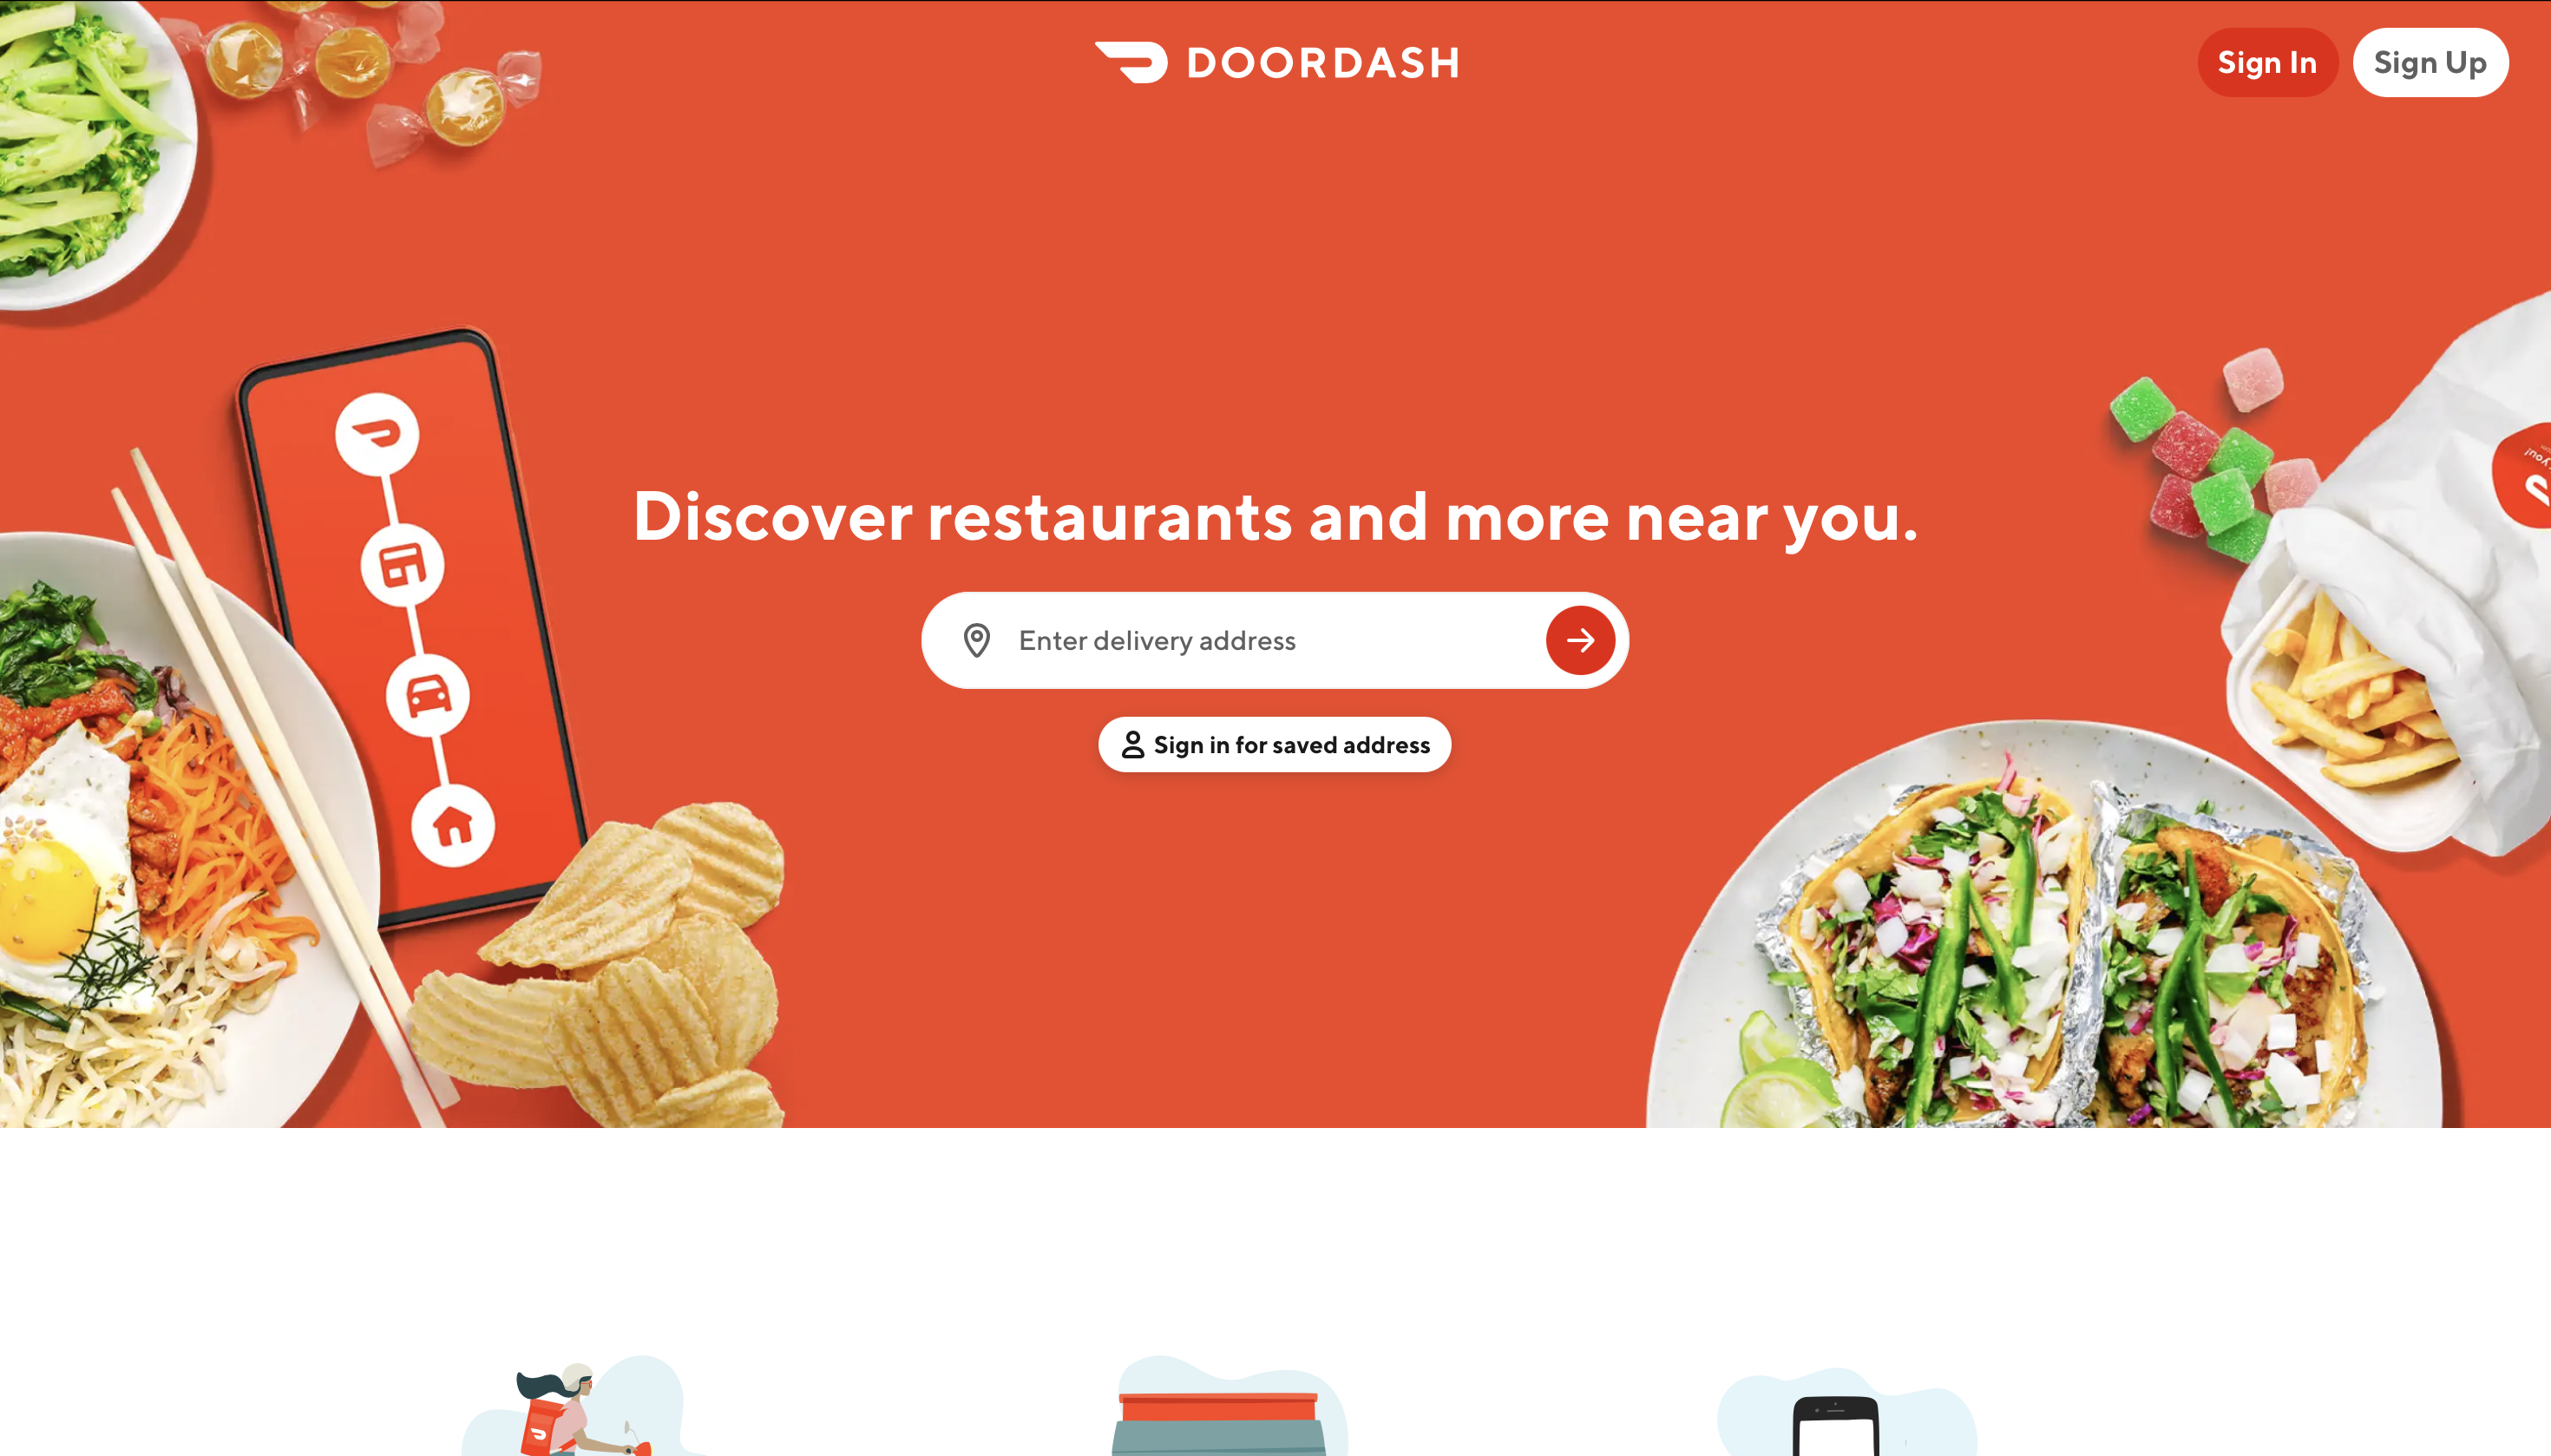 DOORDASH
Sign In
Sign Up
Discover restaurants and more near you.
Enter delivery address
Sign in for saved address
you!